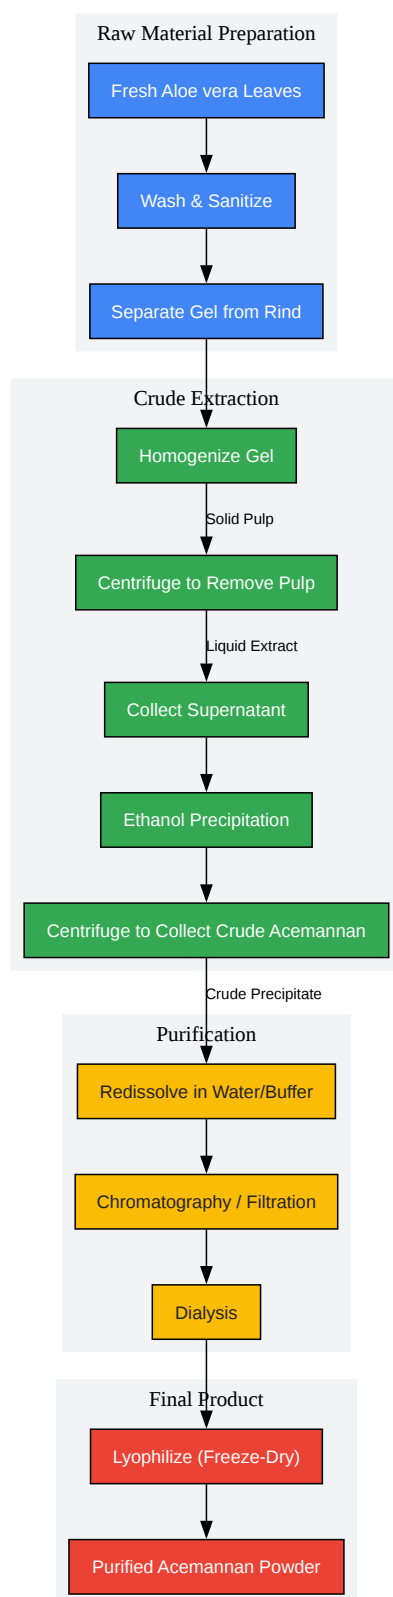 Raw Material Preparation
Fresh Aloe vera Leaves
Wash & Sanitize
Separate Gel from Rind
Crude Extraction
Homogenize Gel
Solid Pulp
Centrifuge to Remove Pulp
Liquid Extract
Collect Supernatant
Ethanol Precipitation
Centrifuge to Collect Crude Acemannan
Crude Precipitate
Purification
Redissolve in Water/Buffer
Chromatography / Filtration
Dialysis
Final Product
Lyophilize (Freeze-Dry)
Purified Acemannan Powder